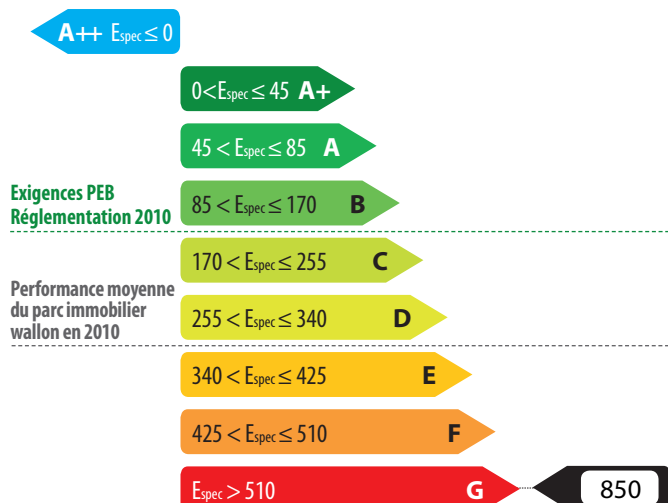 A++ Espec ≤ 0
0<Espec ≤ 45 A+
45 < Espec ≤ 85 A
Exigences PEB
Réglementation 2010
85 < Espec ≤ 170 B
170 < Espec ≤ 255 C
Performance moyenne
du parc immobilier
wallon en 2010
255 < Espec ≤ 340 D
340 < Espec ≤ 425 E
425 < Espec ≤ 510 F
Espec > 510 G 850